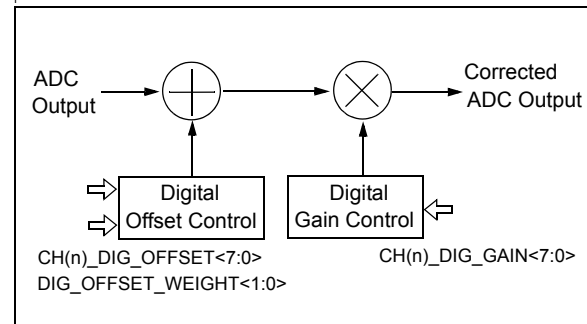 ADC
Output
Corrected
ADC Output
Digital
Offset Control
Digital
Gain Control
CH(n)_DIG_OFFSET<7:0>
DIG_OFFSET_WEIGHT<1:0>
CH(n)_DIG_GAIN<7:0>